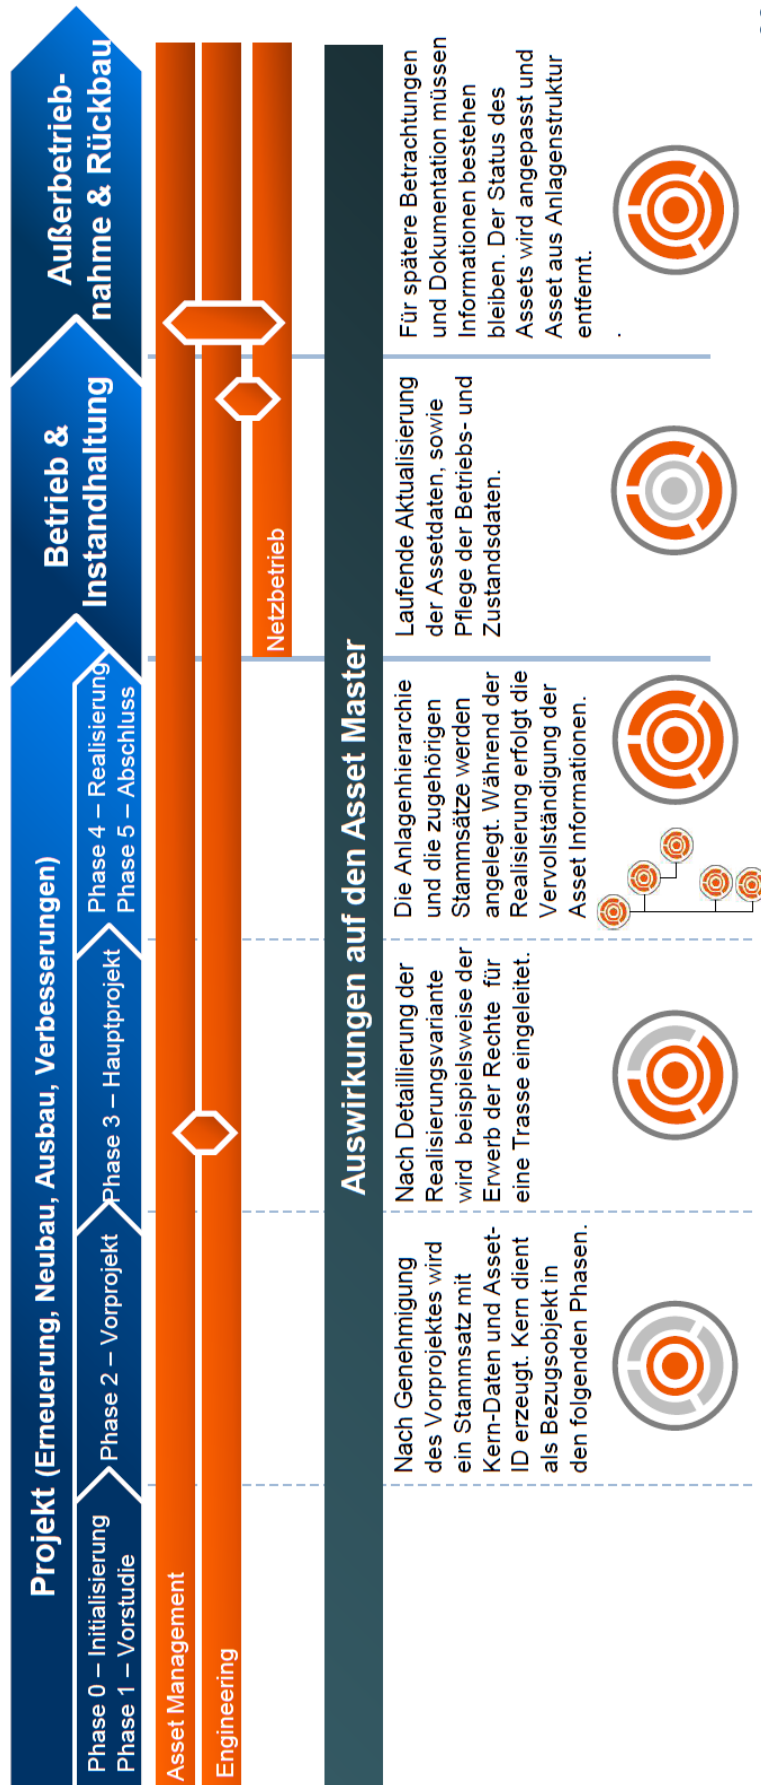 Projekt (Erneuerung, Neubau, Ausbau, Verbesserungen)
Betrieb &
Instandhaltung
Außerbetrieb-
nahme & Rückbau
Phase 0 – Initialisierung
Phase 1 – Vorstudie
Phase 2 – Vorprojekt
Phase 3 – Hauptprojekt
Phase 4 – Realisierung
Phase 5 – Abschluss
Asset Management
Engineering
Netzbetrieb
Auswirkungen auf den Asset Master
Nach Genehmigung
des Vorprojektes wird
ein Stammsatz mit
Kern-Daten und Asset-
ID erzeugt. Kern dient
als Bezugsobjekt in
den folgenden Phasen.
Nach Detaillierung der
Realisierungsvariante
wird beispielsweise der
Erwerb der Rechte für
eine Trasse eingeleitet.
Die Anlagenhierarchie
und die zugehörigen
Stammsätze werden
angelegt. Während der
Realisierung erfolgt die
Vervollständigung der
Asset Informationen.
Laufende Aktualisierung
der Assetdaten, sowie
Pflege der Betriebs- und
Zustandsdaten.
Für spätere Betrachtungen
und Dokumentation müssen
Informationen bestehen
bleiben. Der Status des
Assets wird angepasst und
Asset aus Anlagenstruktur
entfernt.
.